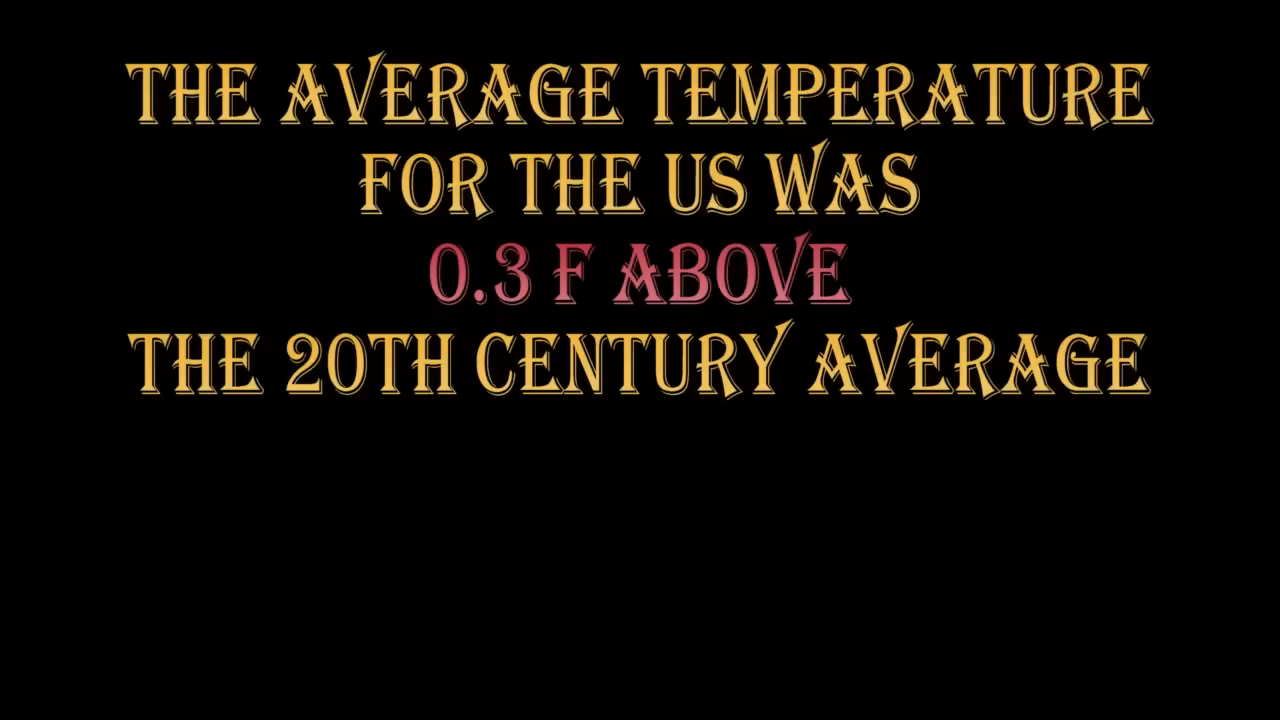 THE AVERAGE TEMPERATURE
FOR THE US WAS
0.3 F ABOVE
THE 20TH CENTURY AVERAGE